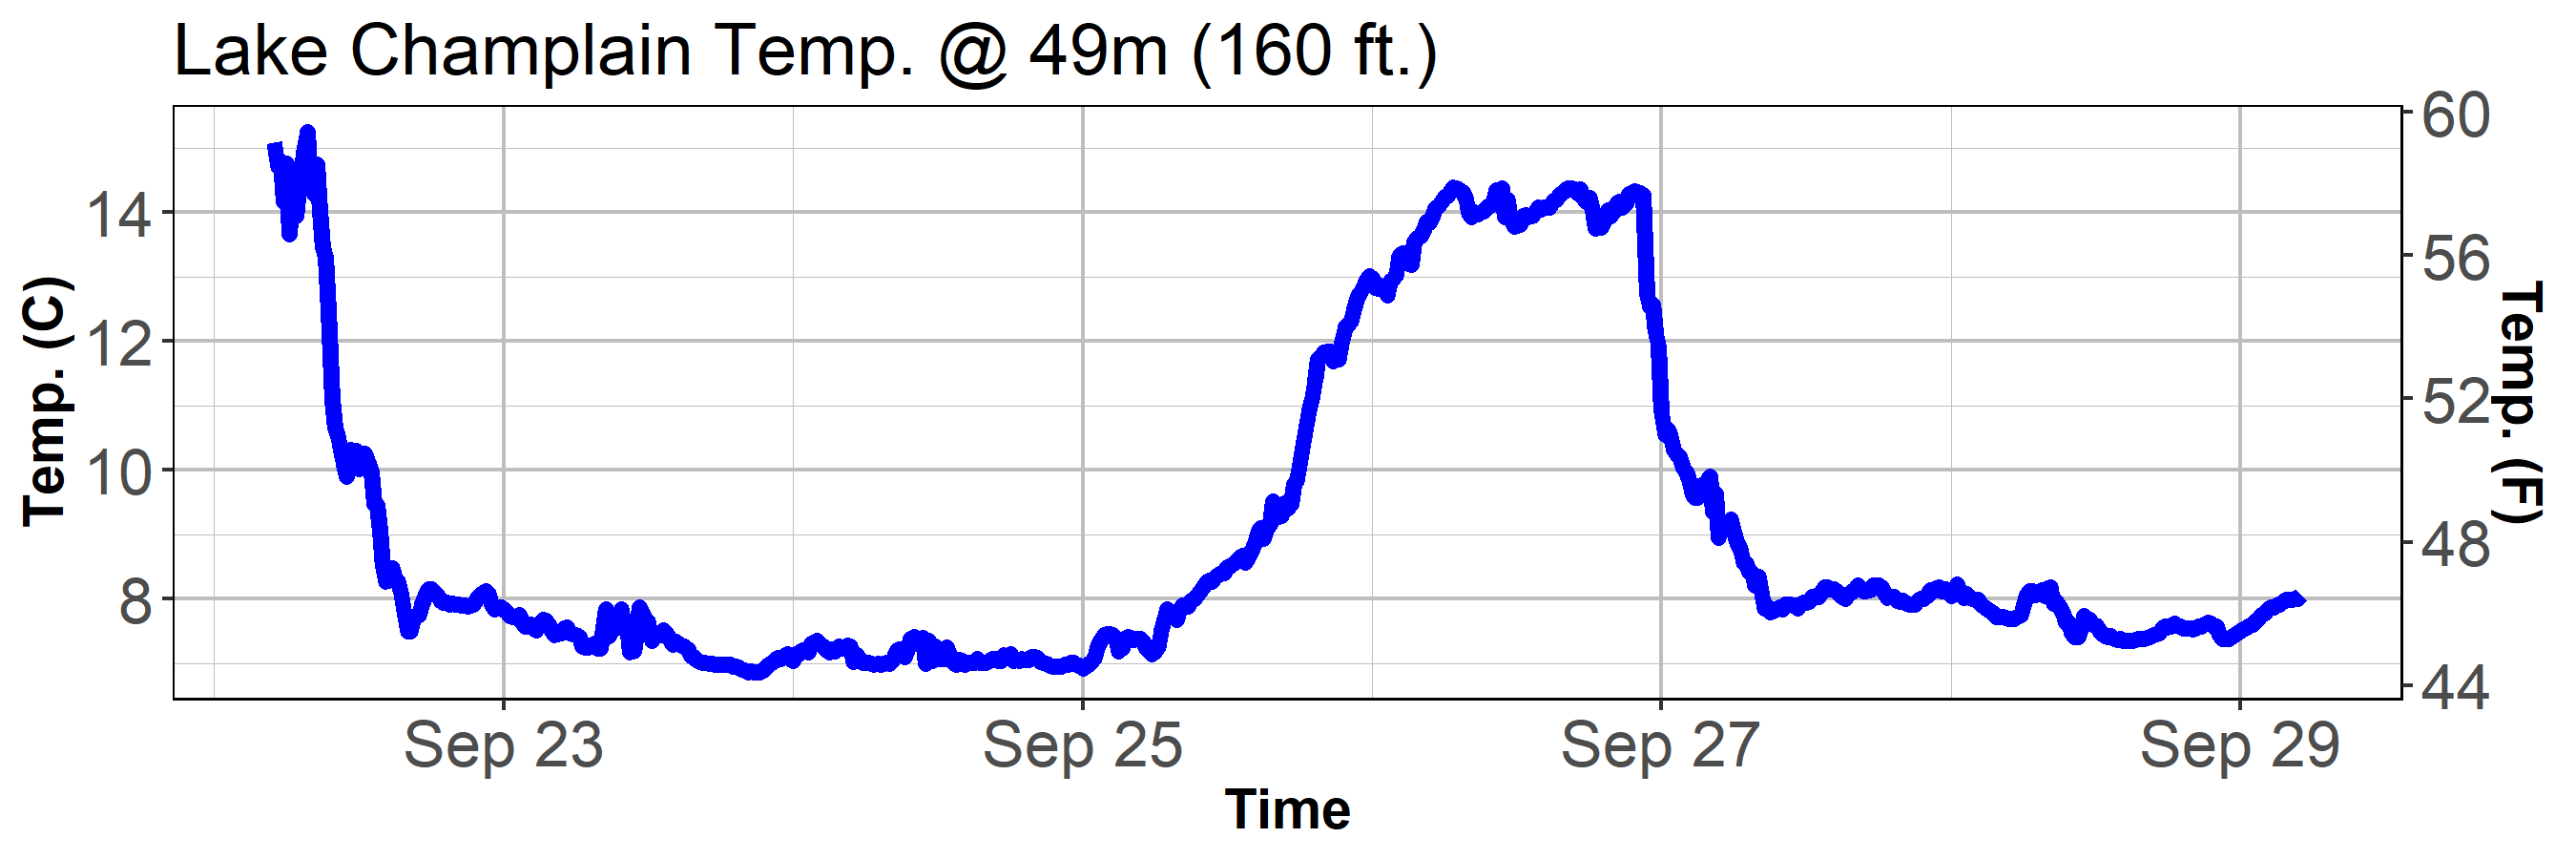 Lake Champlain Temp. @ 49m (160 ft.)
60
14
56
12
52
10
48
8
44
Temp. (C)
Temp. (F)
Sep 23 Sep 25 Sep 27 Sep 29
Time